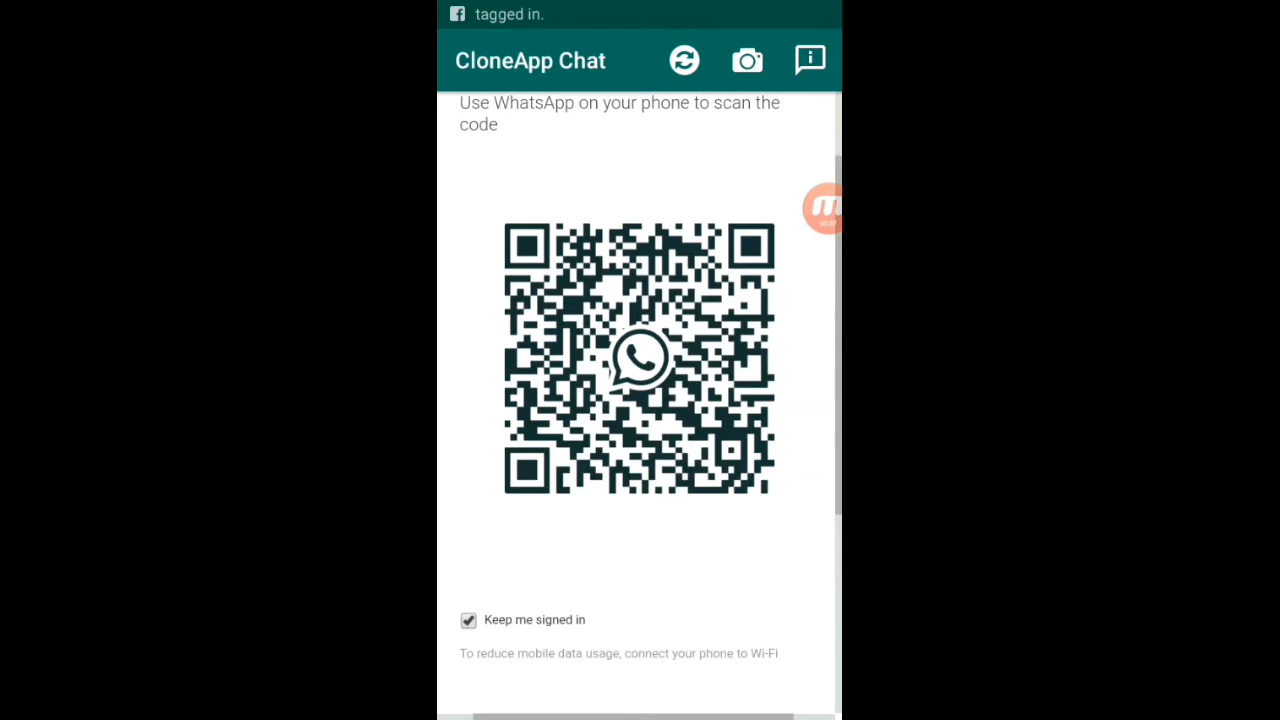 tagged in.
CloneApp Chat
Use WhatsApp on your phone to scan the
code
Keep me signed in
To reduce mobile data usage, connect your phone to Wi-Fi